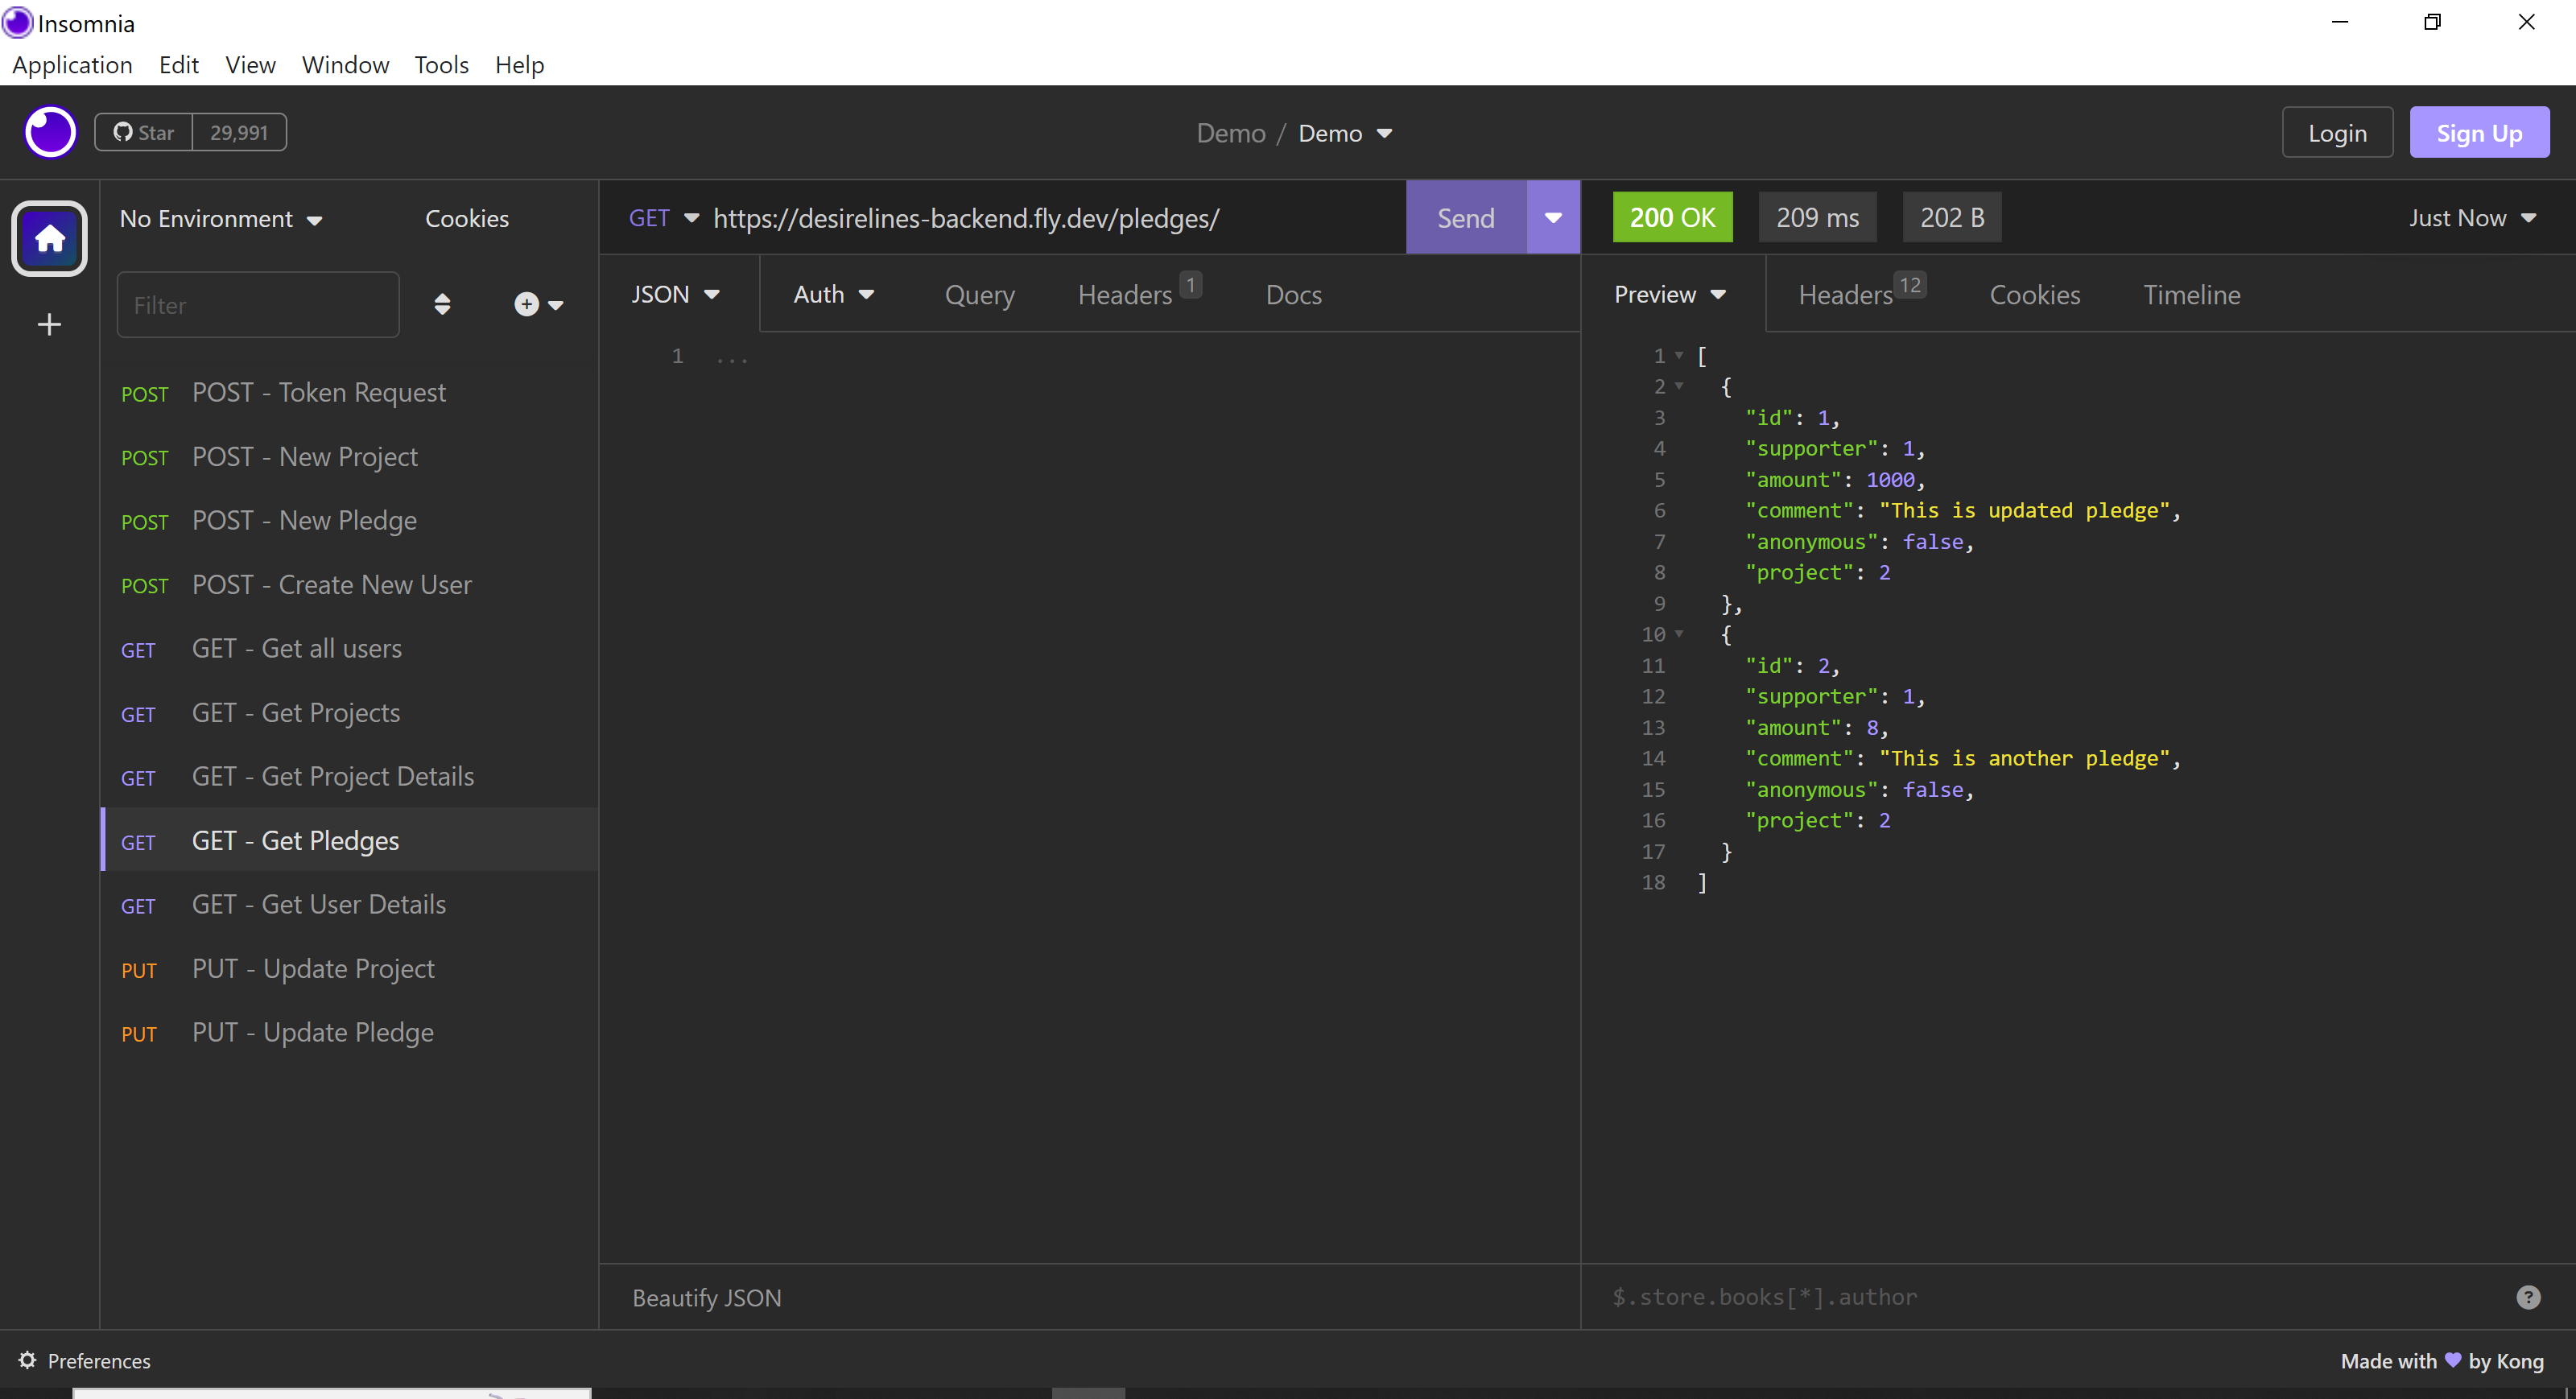 Insomnia
Application Edit View Window Tools Help
Star 29,991
Demo / Demo
Login Sign Up
No Environment Cookies
Filter
POST POST - Token Request
POST POST - New Project
POST POST - New Pledge
POST POST - Create New User
GET GET - Get all users
GET GET - Get Projects
GET GET - Get Project Details
GET GET - Get Pledges
GET GET - Get User Details
PUT PUT - Update Project
PUT PUT - Update Pledge
GET https://desirelines-backend.fly.dev/pledges/ Send
JSON Auth Query Headers 1 Docs
1 ...
Beautify JSON
200 OK 209 ms 202 B Just Now
Preview Headers 12 Cookies Timeline
1 [
2 {
3 "id": 1,
4 "supporter": 1,
5 "amount": 1000,
6 "comment": "This is updated pledge",
7 "anonymous": false,
8 "project": 2
9 },
10 {
11 "id": 2,
12 "supporter": 1,
13 "amount": 8,
14 "comment": "This is another pledge",
15 "anonymous": false,
16 "project": 2
17 }
18 ]
$.store.books[*].author ?
Preferences
Made with by Kong